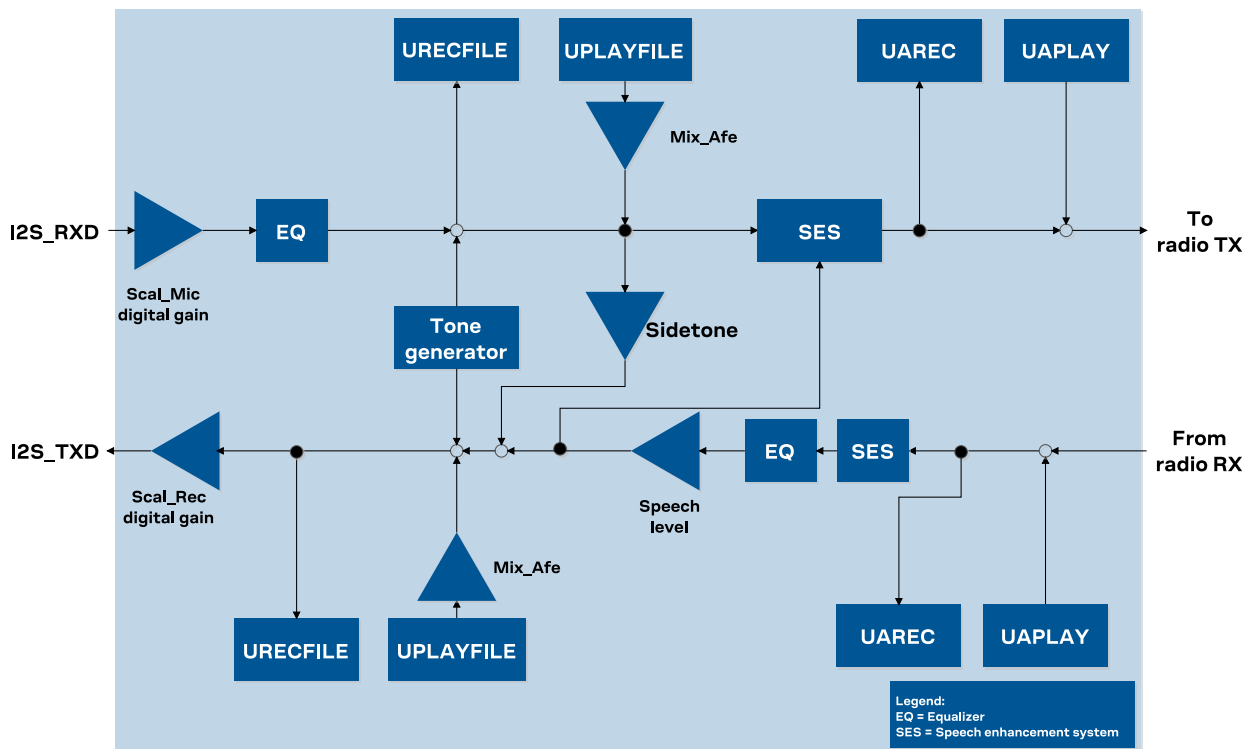 URECFILE
UPLAYFILE
UAREC
UAPLAY
Mix_Afe
I2S_RXD
EQ
SES
To
radio TX
Scal_Mic
digital gain
Tone
generator
Sidetone
I2S_TXD
EQ
SES
From
radio RX
Scal_Rec
digital gain
Speech
level
Mix_Afe
URECFILE
UPLAYFILE
UAREC
UAPLAY
Legend:
EQ = Equalizer
SES = Speech enhancement system